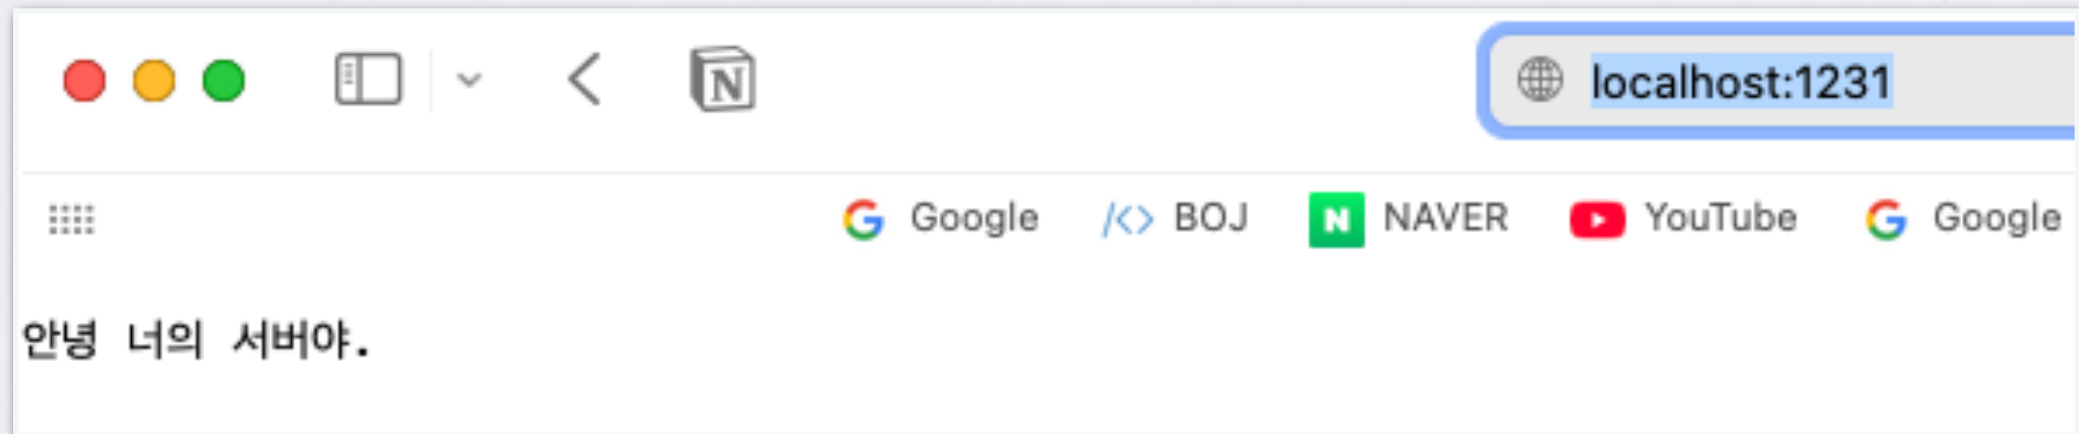 localhost:1231
Google BOJ NAVER YouTube Google
안녕 너의 서버야.